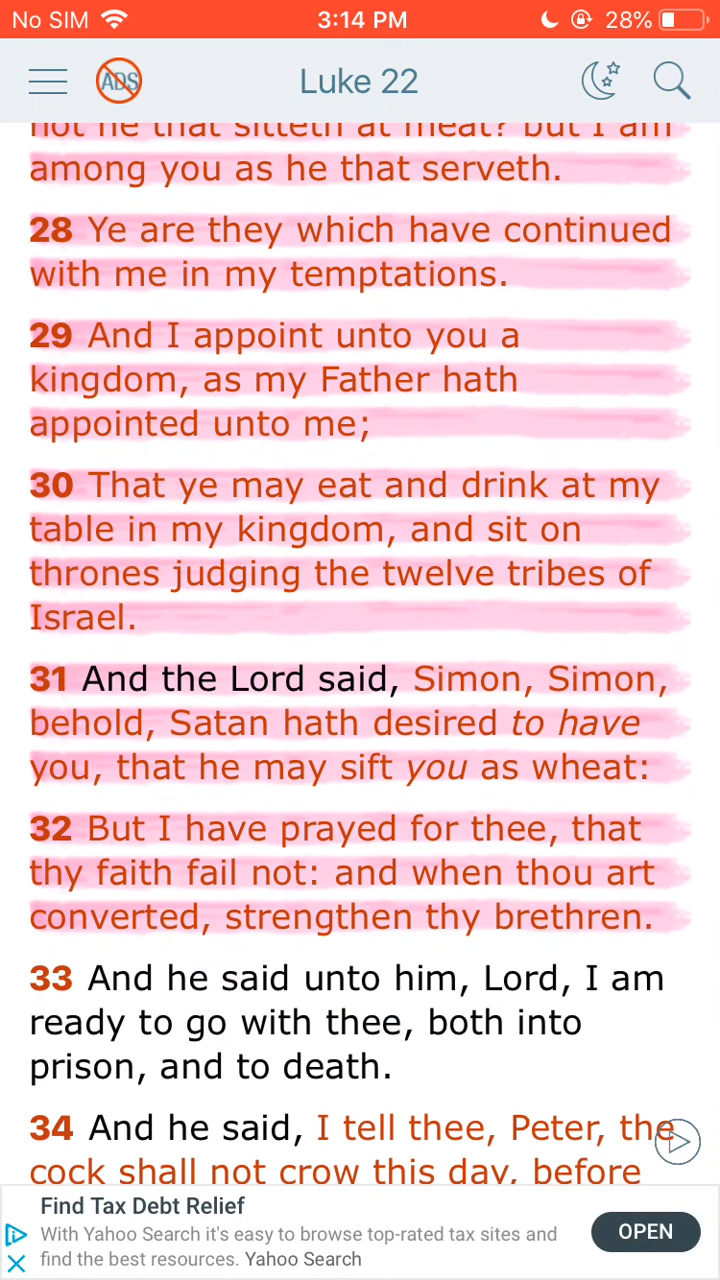 No SIM 3:14 PM 28%
ADS Luke 22
not he that sitteth at meat? but I am
among you as he that serveth.
28 Ye are they which have continued
with me in my temptations.
29 And I appoint unto you a
kingdom, as my Father hath
appointed unto me;
30 That ye may eat and drink at my
table in my kingdom, and sit on
thrones judging the twelve tribes of
Israel.
31 And the Lord said, Simon, Simon,
behold, Satan hath desired to have
you, that he may sift you as wheat:
32 But I have prayed for thee, that
thy faith fail not: and when thou art
converted, strengthen thy brethren.
33 And he said unto him, Lord, I am
ready to go with thee, both into
prison, and to death.
34 And he said, I tell thee, Peter, the
cock shall not crow this day, before
Find Tax Debt Relief
With Yahoo Search it's easy to browse top-rated tax sites and
find the best resources. Yahoo Search
OPEN